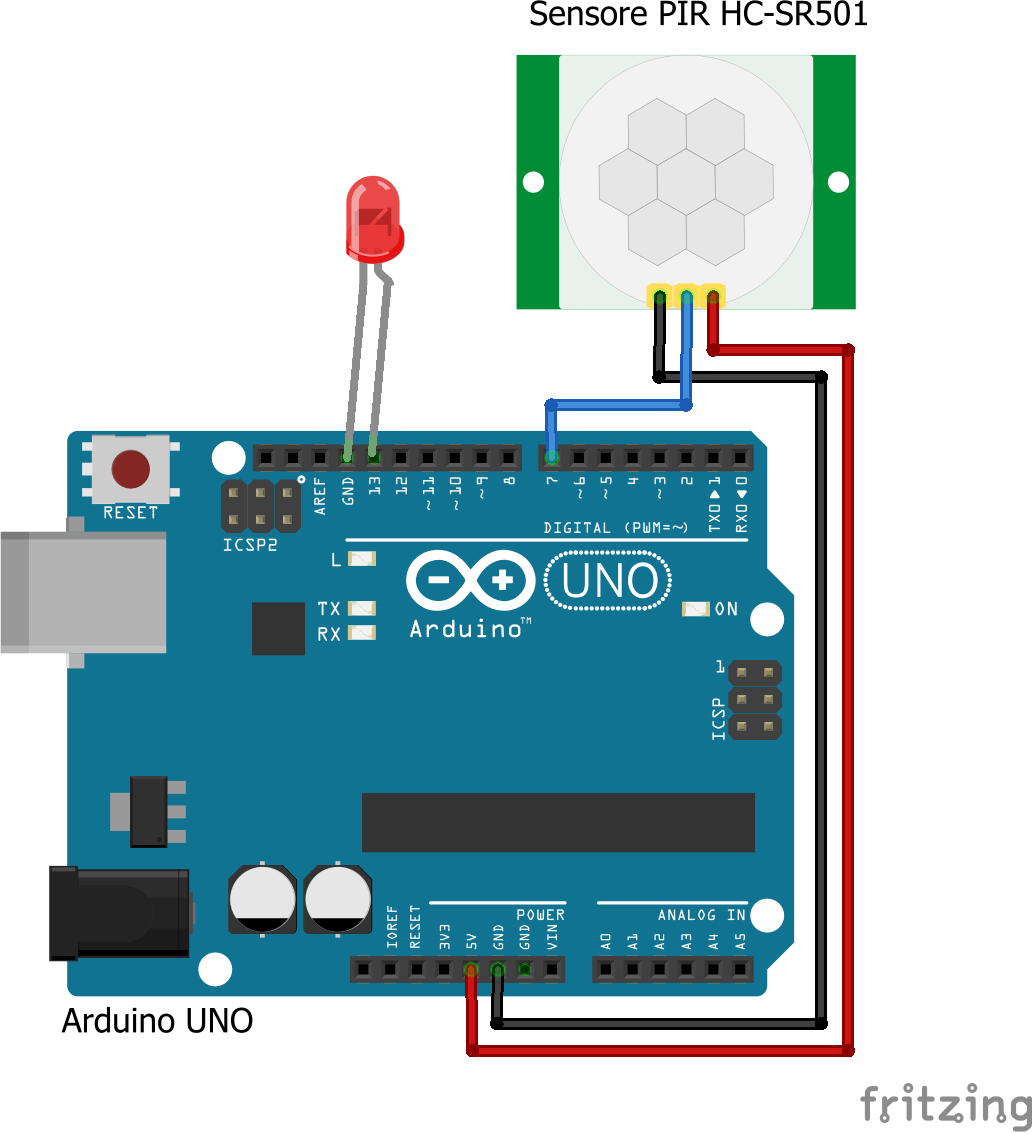 Sensore PIR HC-SR501
RESET
ICSP2
AREF
GND
13
12
~11
~10
~9
8
7
~6
~5
4
~3
2
TX0▶1
RX0◀0
DIGITAL (PWM=~)
L
TX
RX
UNO
Arduino™
ON
1
ICSP
IOREF
RESET
3V3
5V
GND
GND
VIN
POWER
ANALOG IN
A0
A1
A2
A3
A4
A5
Arduino UNO
fritzing